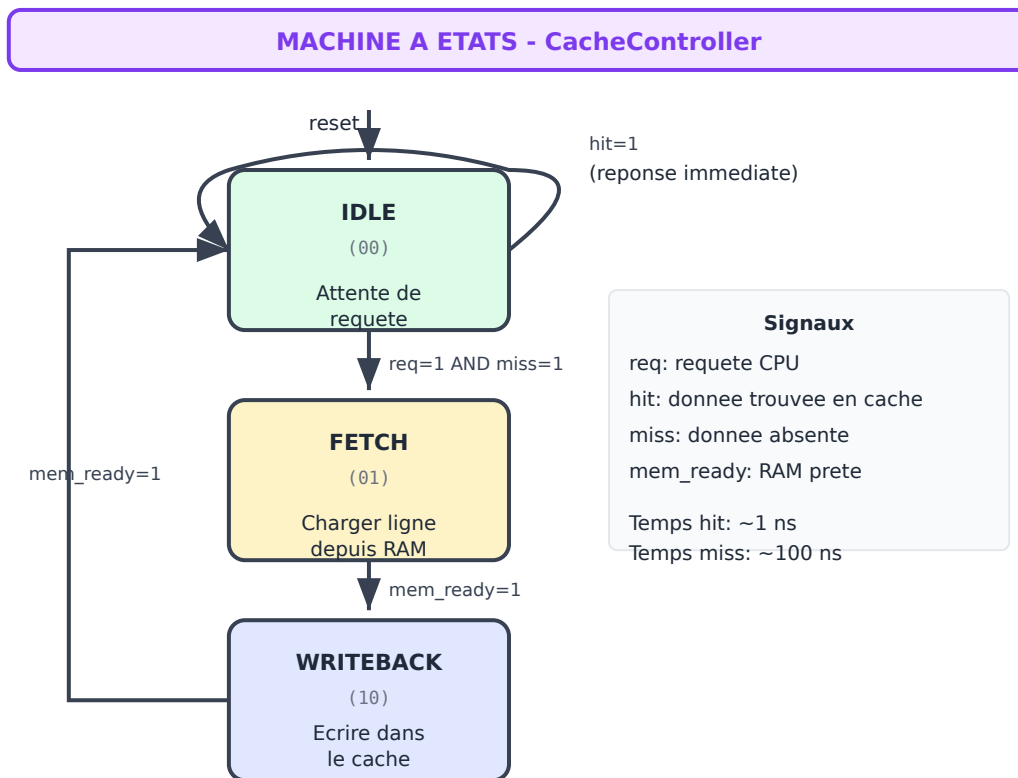 MACHINE A ETATS - CacheController
reset
hit=1
(reponse immediate)
IDLE
(00)
Attente de
requete
req=1 AND miss=1
FETCH
(01)
Charger ligne
depuis RAM
mem_ready=1
mem_ready=1
WRITEBACK
(10)
Ecrire dans
le cache
Signaux
req: requete CPU
hit: donnee trouvee en cache
miss: donnee absente
mem_ready: RAM prete
Temps hit: ~1 ns
Temps miss: ~100 ns